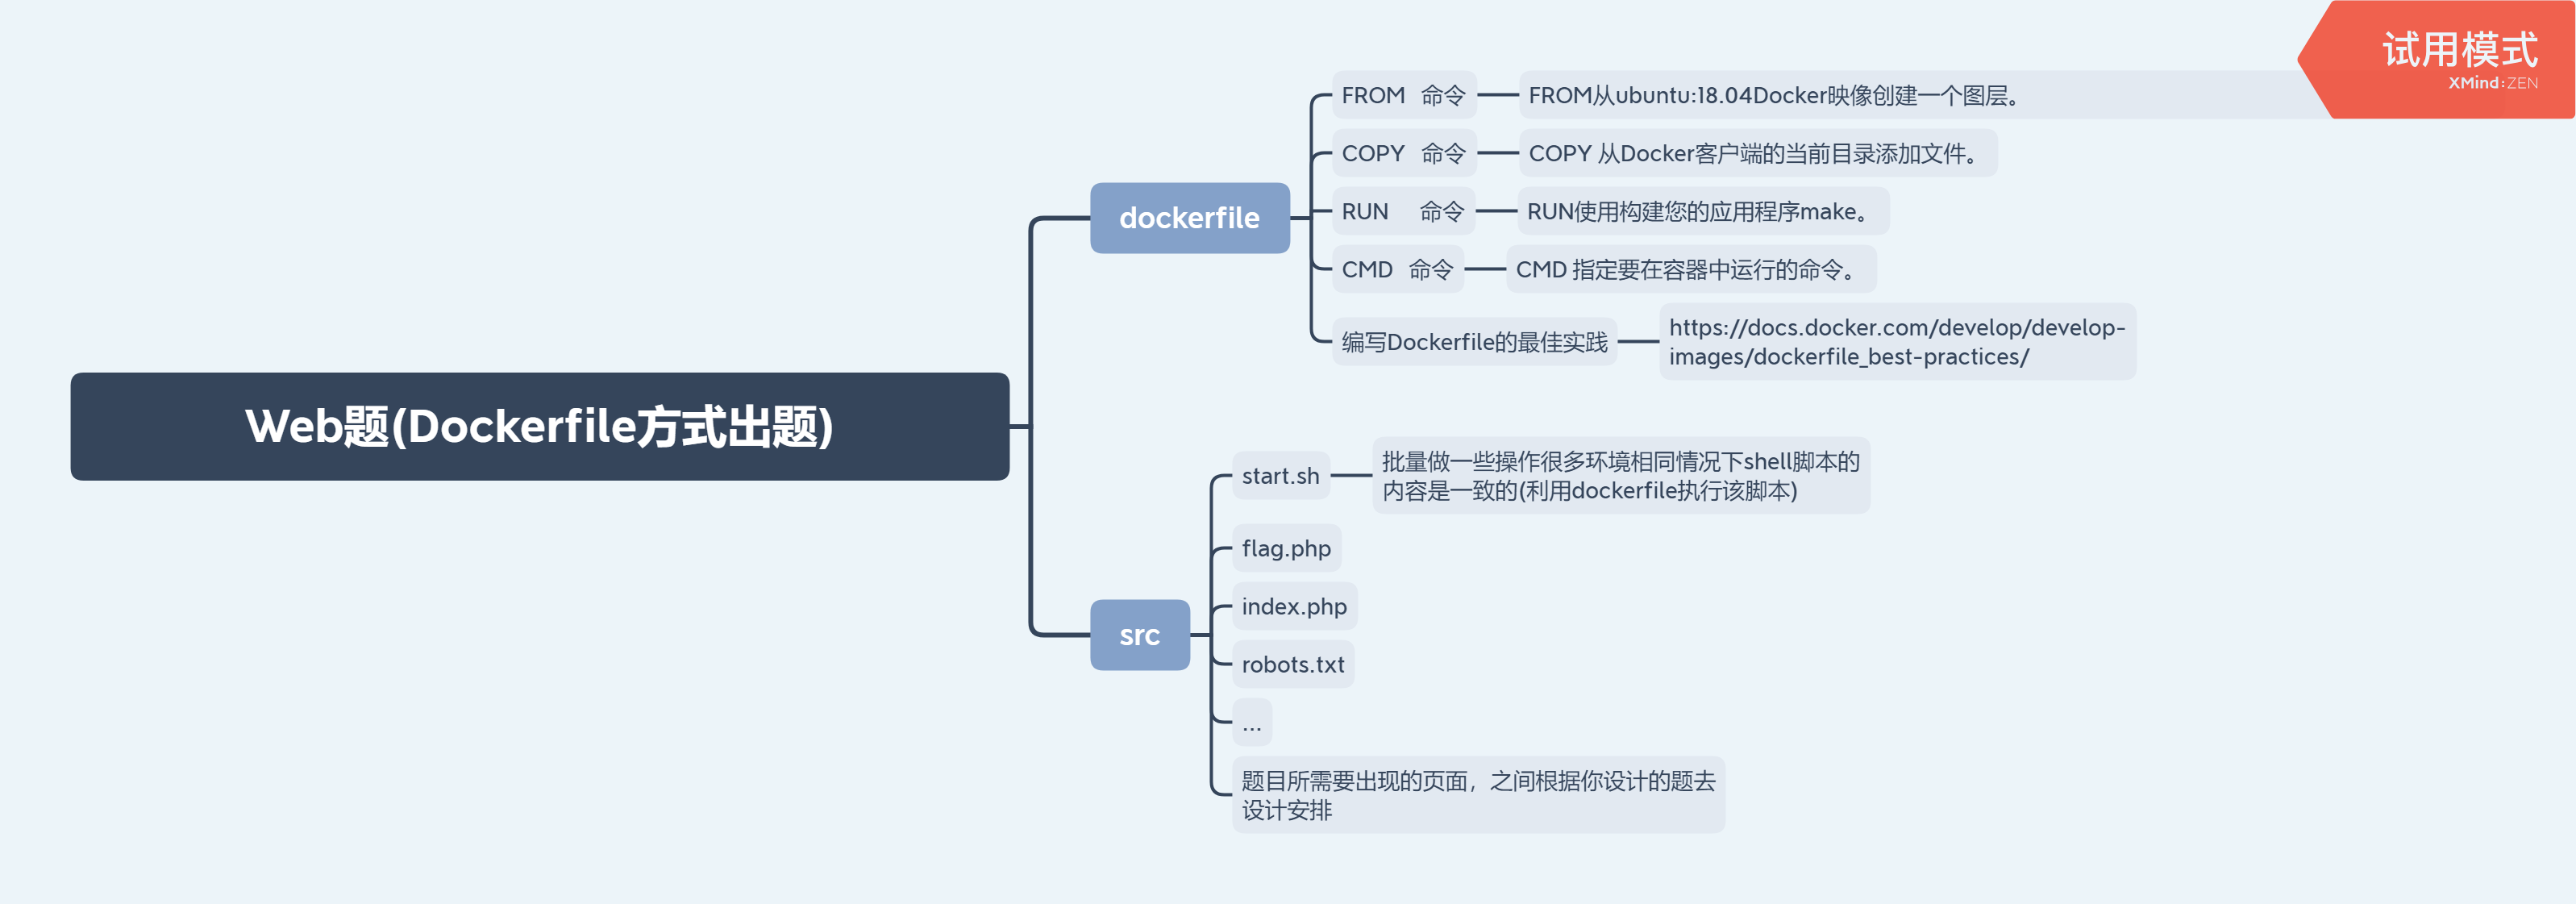 试用模式
XMind:ZEN
FROM 命令
FROM从ubuntu:18.04Docker映像创建一个图层。
COPY 命令
COPY 从Docker客户端的当前目录添加文件。
RUN 命令
RUN使用构建您的应用程序make。
CMD 命令
CMD 指定要在容器中运行的命令。
编写Dockerfile的最佳实践
https://docs.docker.com/develop/develop-
images/dockerfile_best-practices/
dockerfile
Web题(Dockerfile方式出题)
src
start.sh
批量做一些操作很多环境相同情况下shell脚本的
内容是一致的(利用dockerfile执行该脚本)
flag.php
index.php
robots.txt
...
题目所需要出现的页面，之间根据你设计的题去
设计安排